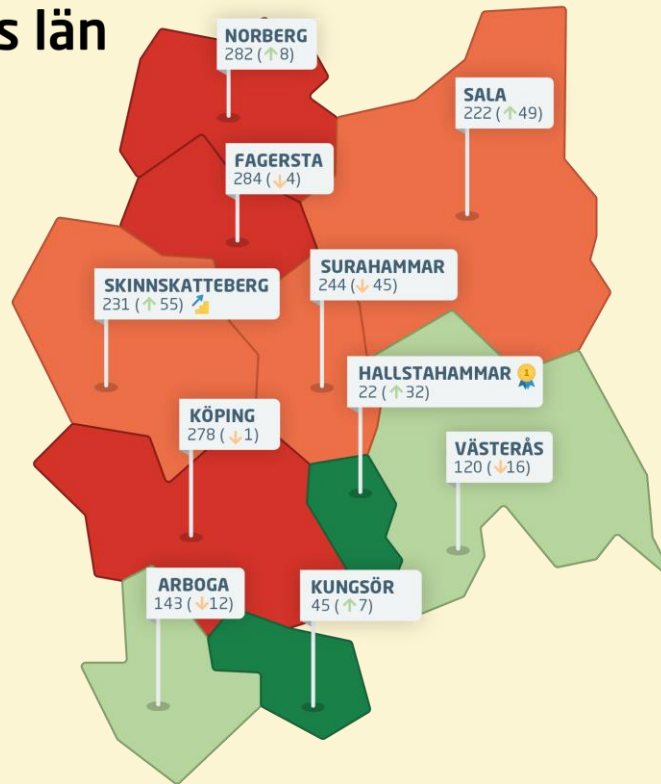 s län
NORBERG
282 (↑8)
SALA
222 (↑49)
FAGERSTA
284 (↓4)
SURAHAMMAR
244 (↓45)
SKINNSKATTEBERG
231 (↑55)
HALLSTAHAMMAR 1
22 (↑32)
KÖPING
278 (↓1)
VÄSTERÅS
120 (↓16)
ARBOGA
143 (↓12)
KUNGSÖR
45 (↑7)